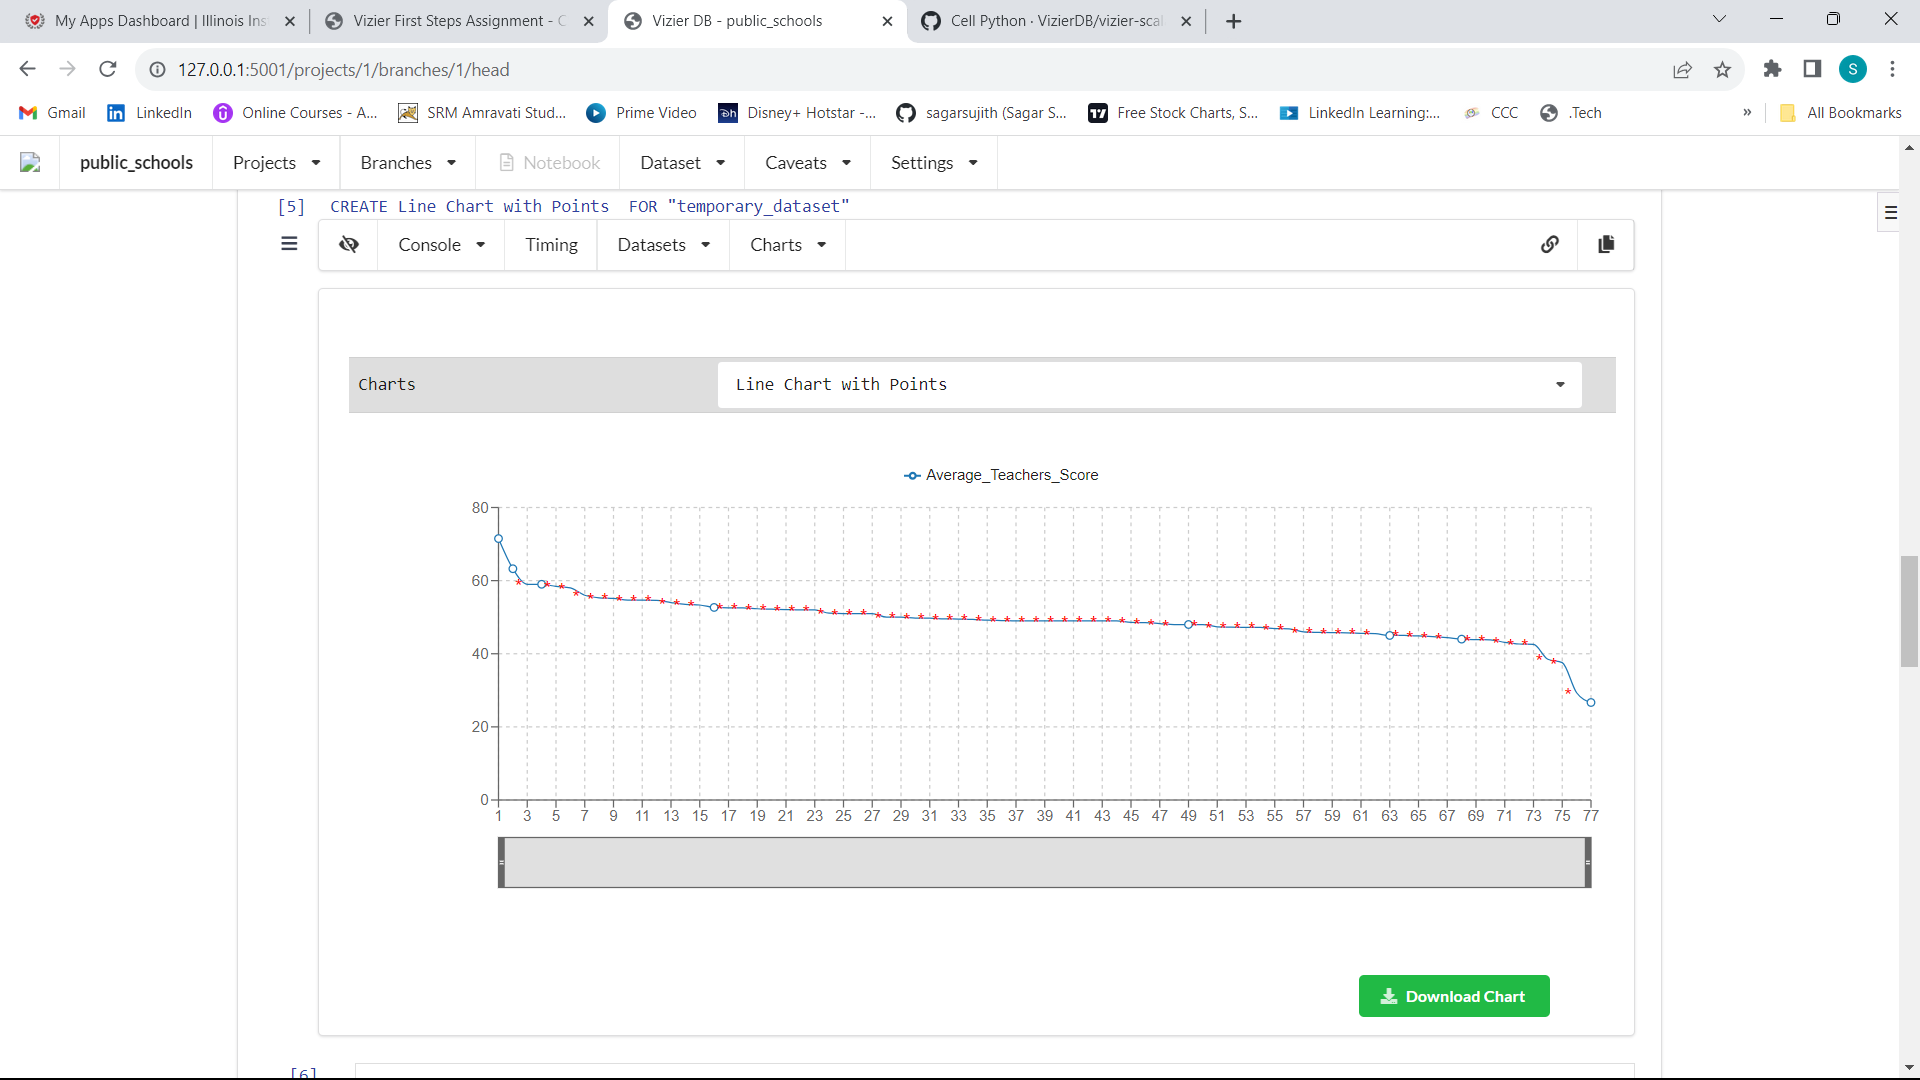 My Apps Dashboard | Illinois Ins
Vizier First Steps Assignment - C
Vizier DB - public_schools
Cell Python · VizierDB/vizier-scal
127.0.0.1:5001/projects/1/branches/1/head
S
Gmail
in LinkedIn
Online Courses - A...
SRM Amravati Stud...
Prime Video
Disney+ Hotstar -...
sagarsujith (Sagar S...
Free Stock Charts, S...
LinkedIn Learning:...
CCC
.Tech
»
All Bookmarks
public_schools
Projects
Branches
Notebook
Dataset
Caveats
Settings
[5] CREATE Line Chart with Points FOR "temporary_dataset"
Console
Timing
Datasets
Charts
Charts
Line Chart with Points
Average_Teachers_Score
80
60
40
20
0
1 3 5 7 9 11 13 15 17 19 21 23 25 27 29 31 33 35 37 39 41 43 45 47 49 51 53 55 57 59 61 63 65 67 69 71 73 75 77
Download Chart
[6]